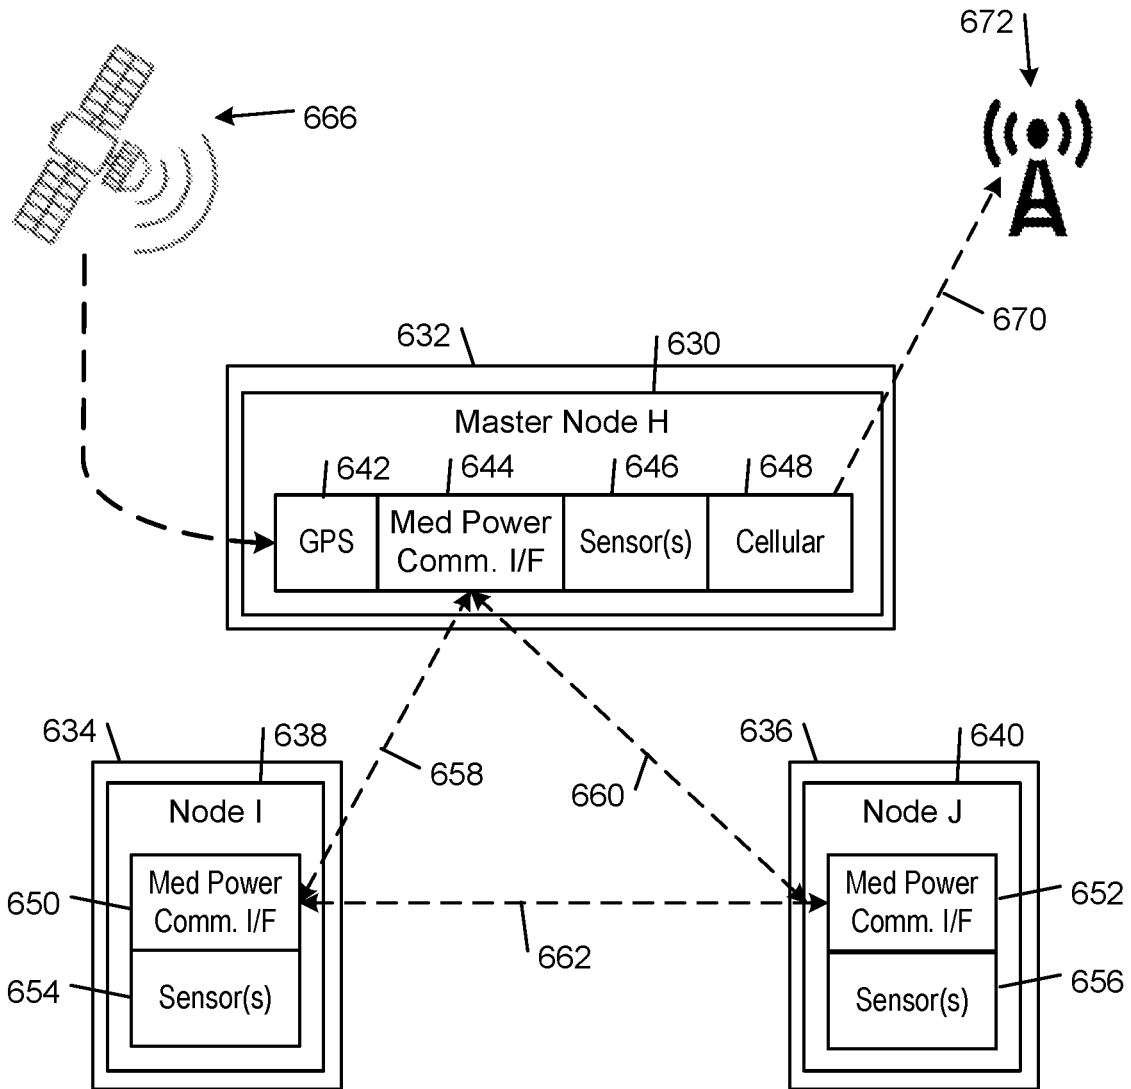 672
666
670
632
630
Master Node H
642
644
646
648
GPS
Med Power
Comm. I/F
Sensor(s)
Cellular
634
638
658
660
636
640
Node I
Node J
Med Power
Comm. I/F
650
Med Power
Comm. I/F
652
662
654
Sensor(s)
Sensor(s)
656